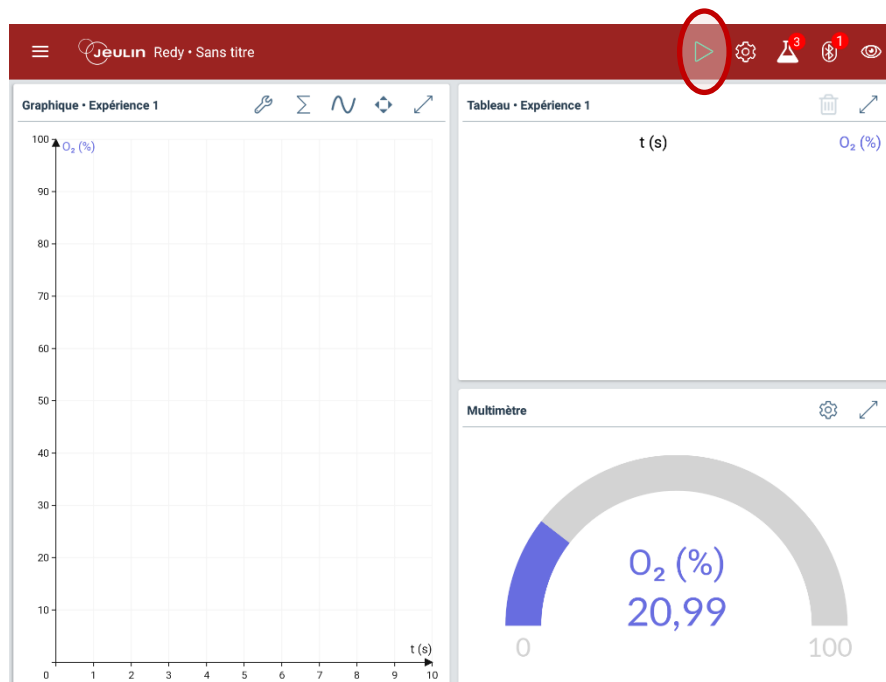 Jeulin Redy • Sans titre
3
1
Graphique • Expérience 1
100
O₂ (%)
90
80
70
60
50
40
30
20
10
t (s)
0 1 2 3 4 5 6 7 8 9 10
Tableau • Expérience 1
t (s) O₂ (%)
Multimètre
O₂ (%)
20,99
0 100